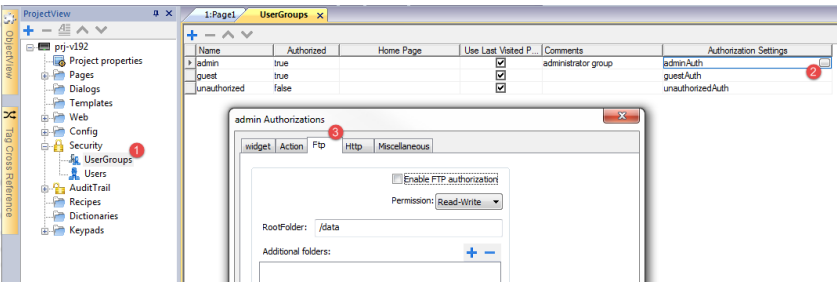 ProjectView
1:Page1
UserGroups
ObjectView
Tag Cross Reference
prj-v192
Project properties
Pages
Dialogs
Templates
Web
Config
Security
1
UserGroups
Users
AuditTrail
Recipes
Dictionaries
Keypads
Name Authorized Home Page Use Last Visited P... Comments Authorization Settings
admin true administrator group adminAuth ...
2
guest true guestAuth
unauthorized false unauthorizedAuth
admin Authorizations
3
widget Action Ftp Http Miscellaneous
Enable FTP authorization
Permission: Read-Write
RootFolder: /data
Additional folders: